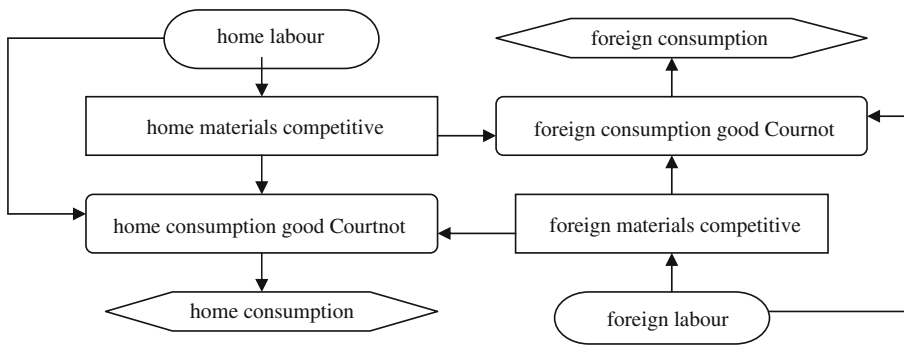 home labour
foreign consumption
home materials competitive
foreign consumption good Cournot
home consumption good Courtnot
foreign materials competitive
home consumption
foreign labour